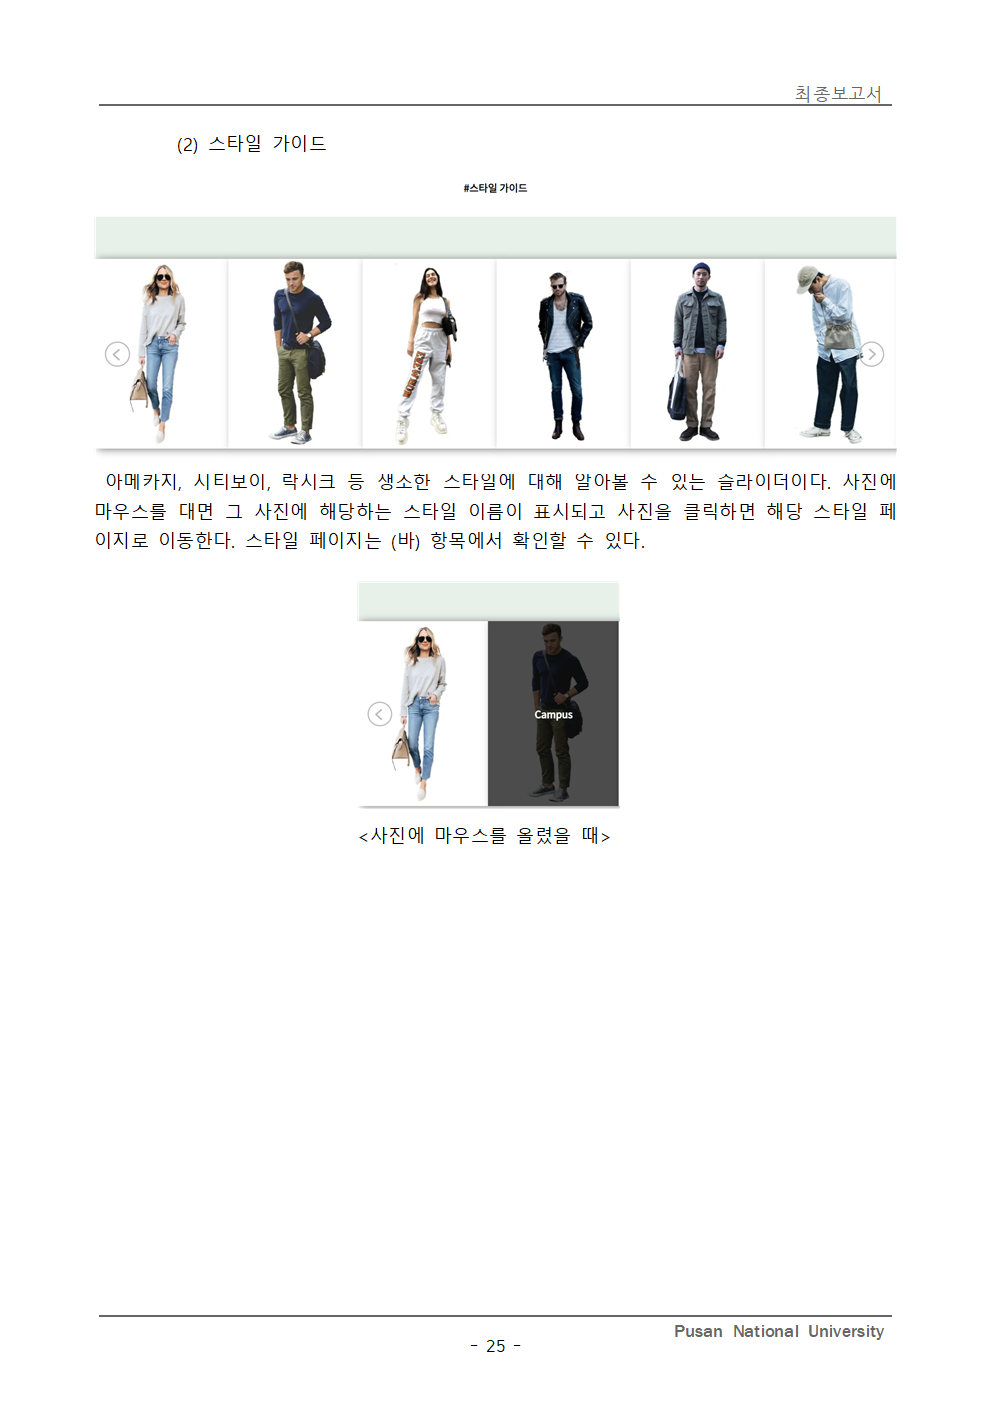 최종보고서
(2) 스타일 가이드
#스타일 가이드
아메카지, 시티보이, 락시크 등 생소한 스타일에 대해 알아볼 수 있는 슬라이더이다. 사진에
마우스를 대면 그 사진에 해당하는 스타일 이름이 표시되고 사진을 클릭하면 해당 스타일 페
이지로 이동한다. 스타일 페이지는 (바) 항목에서 확인할 수 있다.
Campus
<사진에 마우스를 올렸을 때>
Pusan National University
- 25 -